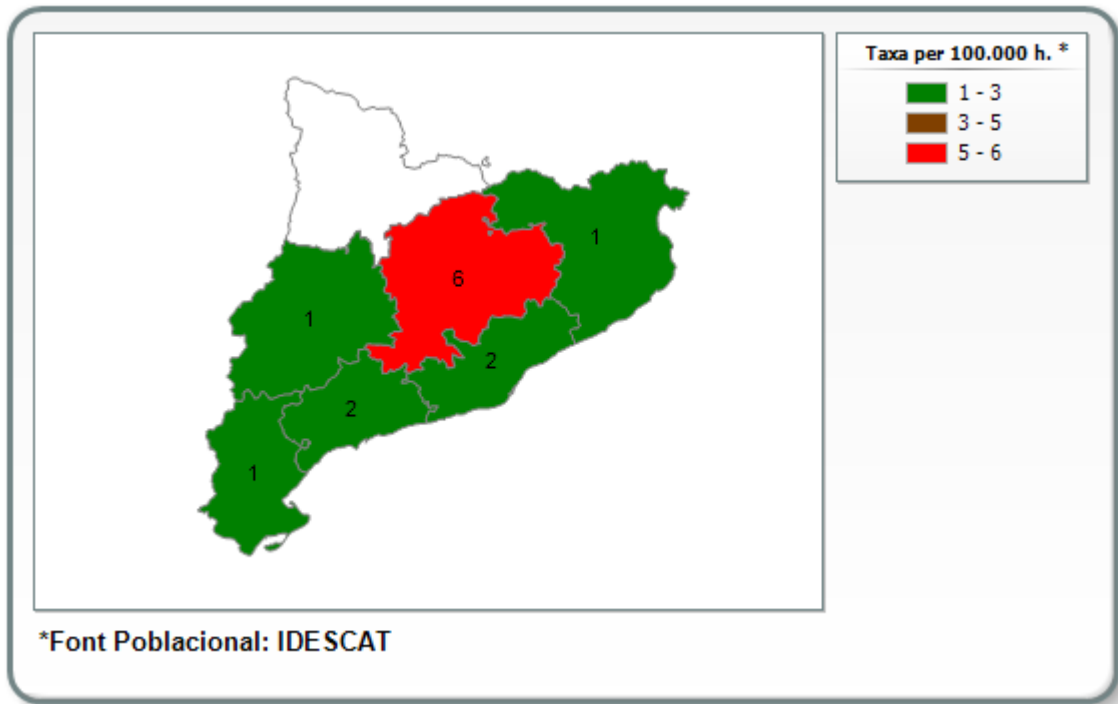 Taxa per 100.000 h. *
1 - 3
3 - 5
5 - 6
1
6
1
2
2
1
*Font Poblacional: IDESCAT